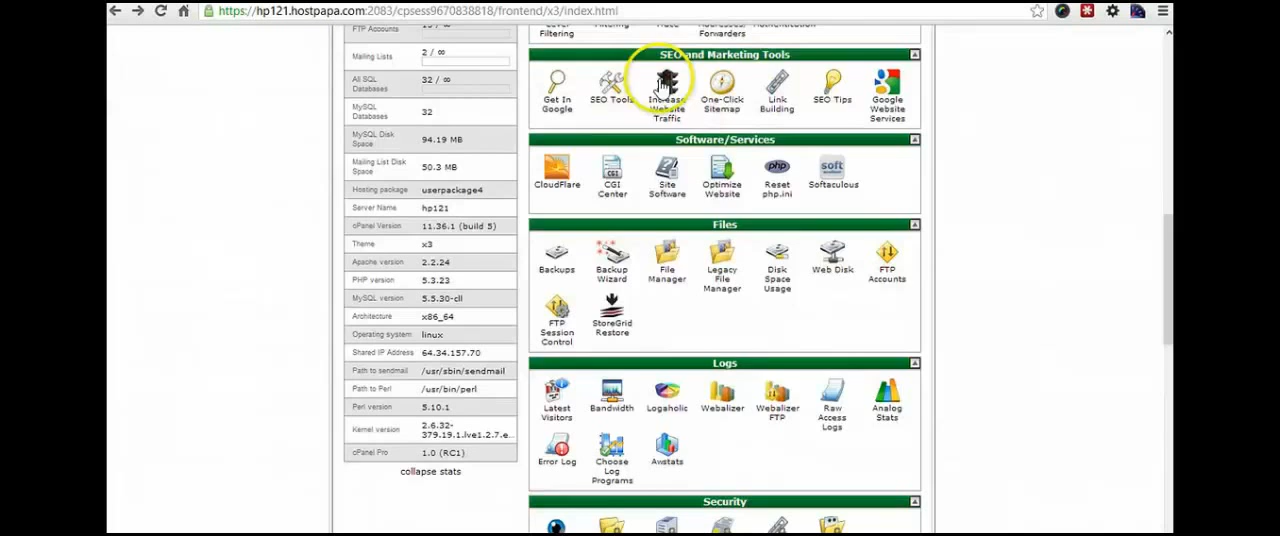 https://hp121.hostpapa.com:2083/cpsess9670838818/frontend/x3/index.html
FTP Accounts
Mailing Lists
2 / ∞
All SQL
Databases
32 / ∞
MySQL
Databases
32
MySQL Disk
Space
94.19 MB
Mailing List Disk
Space
50.3 MB
Hosting package
userpackage4
Server Name
hp121
cPanel Version
11.36.1 (build 5)
Theme
x3
Apache version
2.2.24
PHP version
5.3.23
MySQL version
5.5.30-cll
Architecture
x86_64
Operating system
linux
Shared IP Address
64.34.157.70
Path to sendmail
/usr/sbin/sendmail
Path to Perl
/usr/bin/perl
Perl version
5.10.1
Kernel version
2.6.32-
379.19.1.lve1.2.7.e...
cPanel Pro
1.0 (RC1)
collapse stats
Filtering
Forwarders
SEO and Marketing Tools
Get In
Google
SEO Tools
Increase
Website
Traffic
One-Click
Sitemap
Link
Building
SEO Tips
Google
Website
Services
Software/Services
CloudFlare
CGI
CGI
Center
Site
Software
Optimize
Website
php
Reset
php.ini
soft
Softaculous
Files
Backups
Backup
Wizard
File
Manager
Legacy
File
Manager
Disk
Space
Usage
Web Disk
FTP
Accounts
FTP
Session
Control
StoreGrid
Restore
Logs
Latest
Visitors
Bandwidth
Logaholic
Webalizer
Webalizer
FTP
Raw
Access
Logs
Analog
Stats
Error Log
Choose
Log
Programs
Awstats
Security